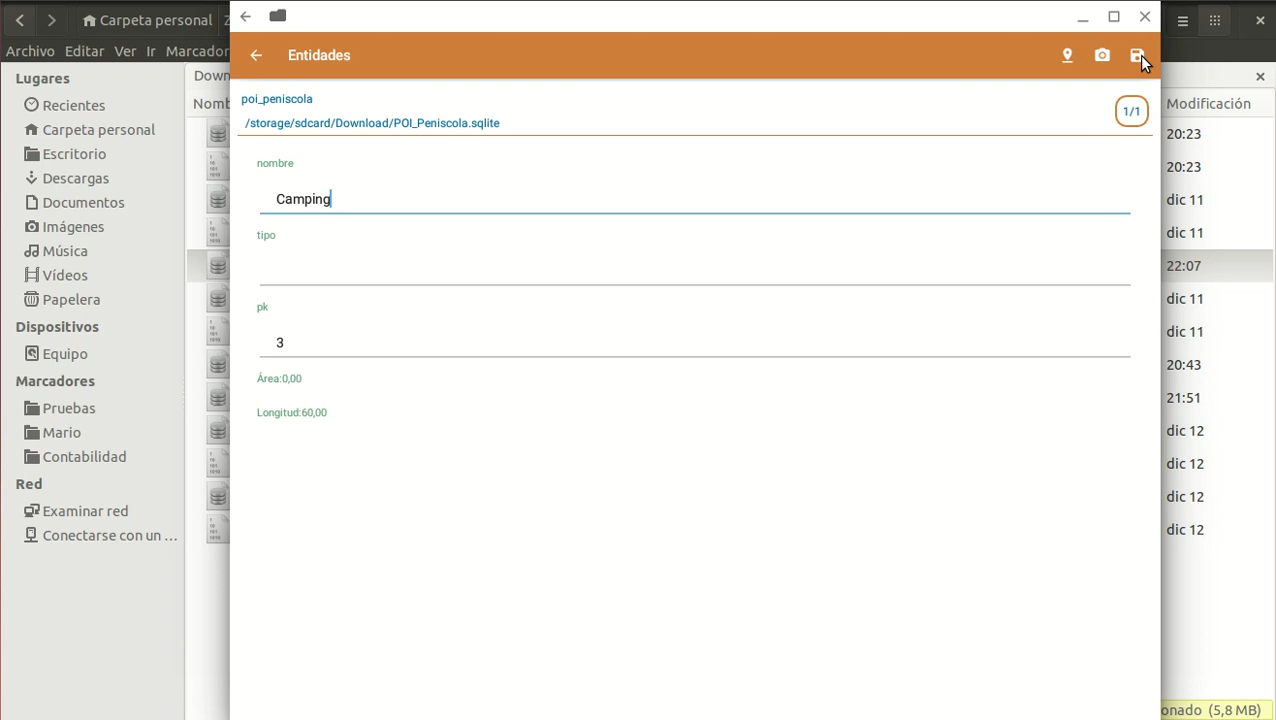 Carpeta personal
Archivo Editar Ver Ir Marcador
Lugares
Recientes
Carpeta personal
Escritorio
Descargas
Documentos
Imágenes
Música
Vídeos
Papelera
Dispositivos
Equipo
Marcadores
Pruebas
Mario
Contabilidad
Red
Examinar red
Conectarse con un ...
Down
Nomb
Entidades
poi_peniscola
/storage/sdcard/Download/POI_Peniscola.sqlite
1/1
nombre
Camping
tipo
pk
3
Área:0,00
Longitud:60,00
Modificación
20:23
20:23
dic 11
dic 11
22:07
dic 11
dic 11
20:43
21:51
dic 12
dic 12
dic 12
dic 12
onado (5,8 MB)